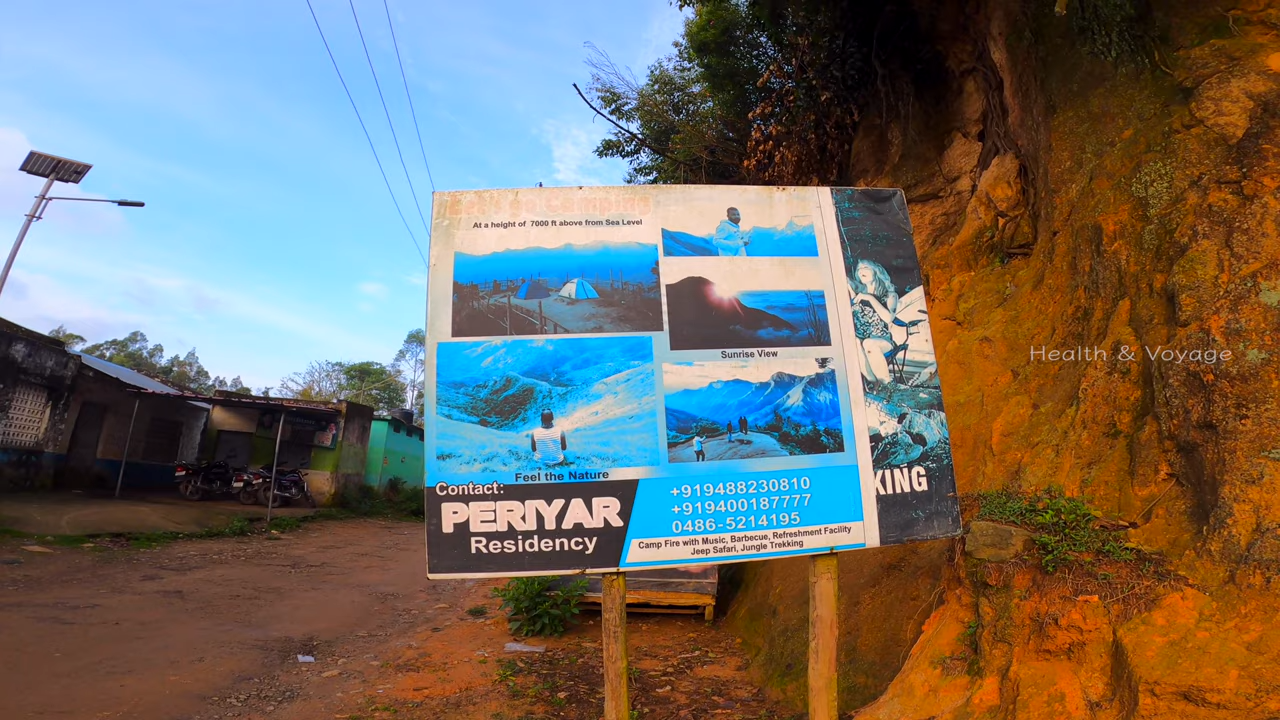 Camping
At a height of 7000 ft above from Sea Level
Sunrise View
Feel the Nature
Contact:
PERIYAR
Residency
+919488230810
+919400187777
0486-5214195
Camp Fire with Music, Barbecue, Refreshment Facility
Jeep Safari, Jungle Trekking
KING
Health & Voyage